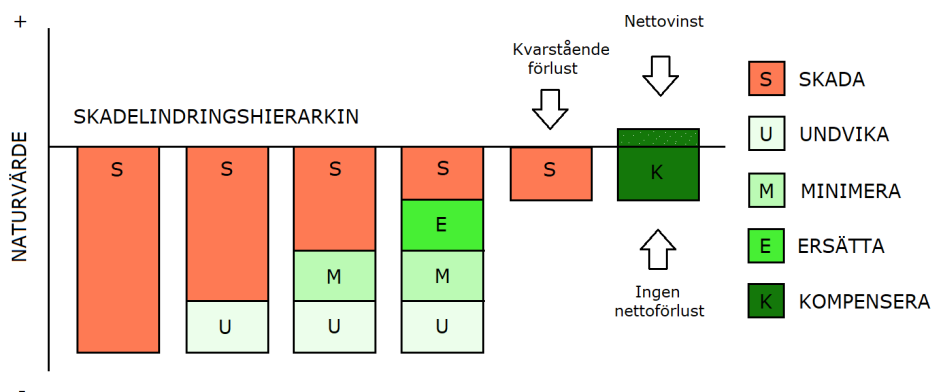 +
Nettovinst
Kvarstående
förlust
S SKADA
SKADELINDRINGSHIERARKIN
U UNDVIKA
NATURVÄRDE
S S S S S K
M MINIMERA
E
E ERSÄTTA
M M
Ingen
nettoförlust
K KOMPENSERA
U U U
-